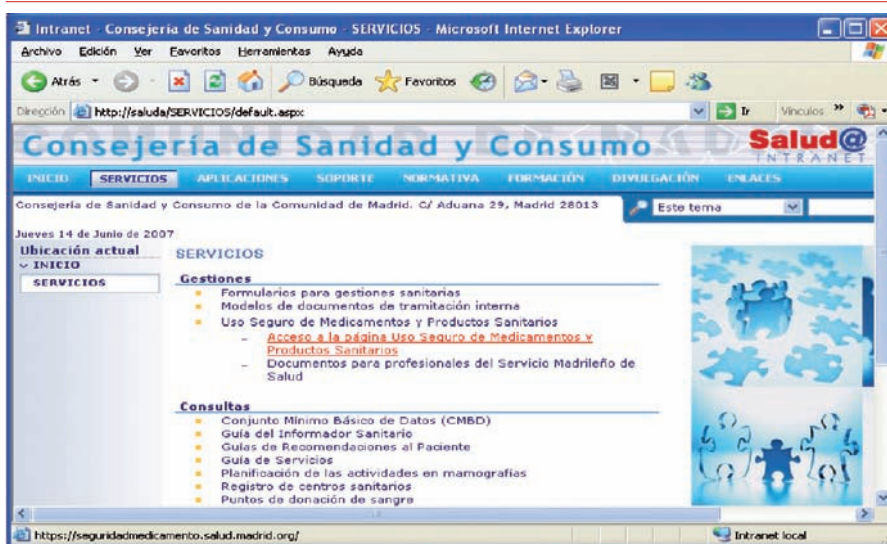 Intranet - Consejería de Sanidad y Consumo - SERVICIOS - Microsoft Internet Explorer
Archivo Edición Ver Favoritos Herramientas Ayuda
Atrás Búsqueda Favoritos
Dirección http://saluda/SERVICIOS/default.aspx Ir Vínculos »
COMUNIDAD DE MAD
Consejería de Sanidad y Consumo Salud@
INTRANET
INICIO SERVICIOS APLICACIONES SOPORTE NORMATIVA FORMACIÓN DIVULGACIÓN ENLACES
Consejería de Sanidad y Consumo de la Comunidad de Madrid. C/ Aduana 29, Madrid 28013 Este tema
Jueves 14 de Junio de 2007
Ubicación actual
INICIO
SERVICIOS
SERVICIOS
Gestiones
Formularios para gestiones sanitarias
Modelos de documentos de tramitación interna
Uso Seguro de Medicamentos y Productos Sanitarios
– Acceso a la página Uso Seguro de Medicamentos y
Productos Sanitarios
– Documentos para profesionales del Servicio Madrileño de
Salud
Consultas
Conjunto Mínimo Básico de Datos (CMBD)
Guía del Informador Sanitario
Guías de Recomendaciones al Paciente
Guía de Servicios
Planificación de las actividades en mamografías
Registro de centros sanitarios
Puntos de donación de sangre
https://seguridadmedicamento.salud.madrid.org/ Intranet local